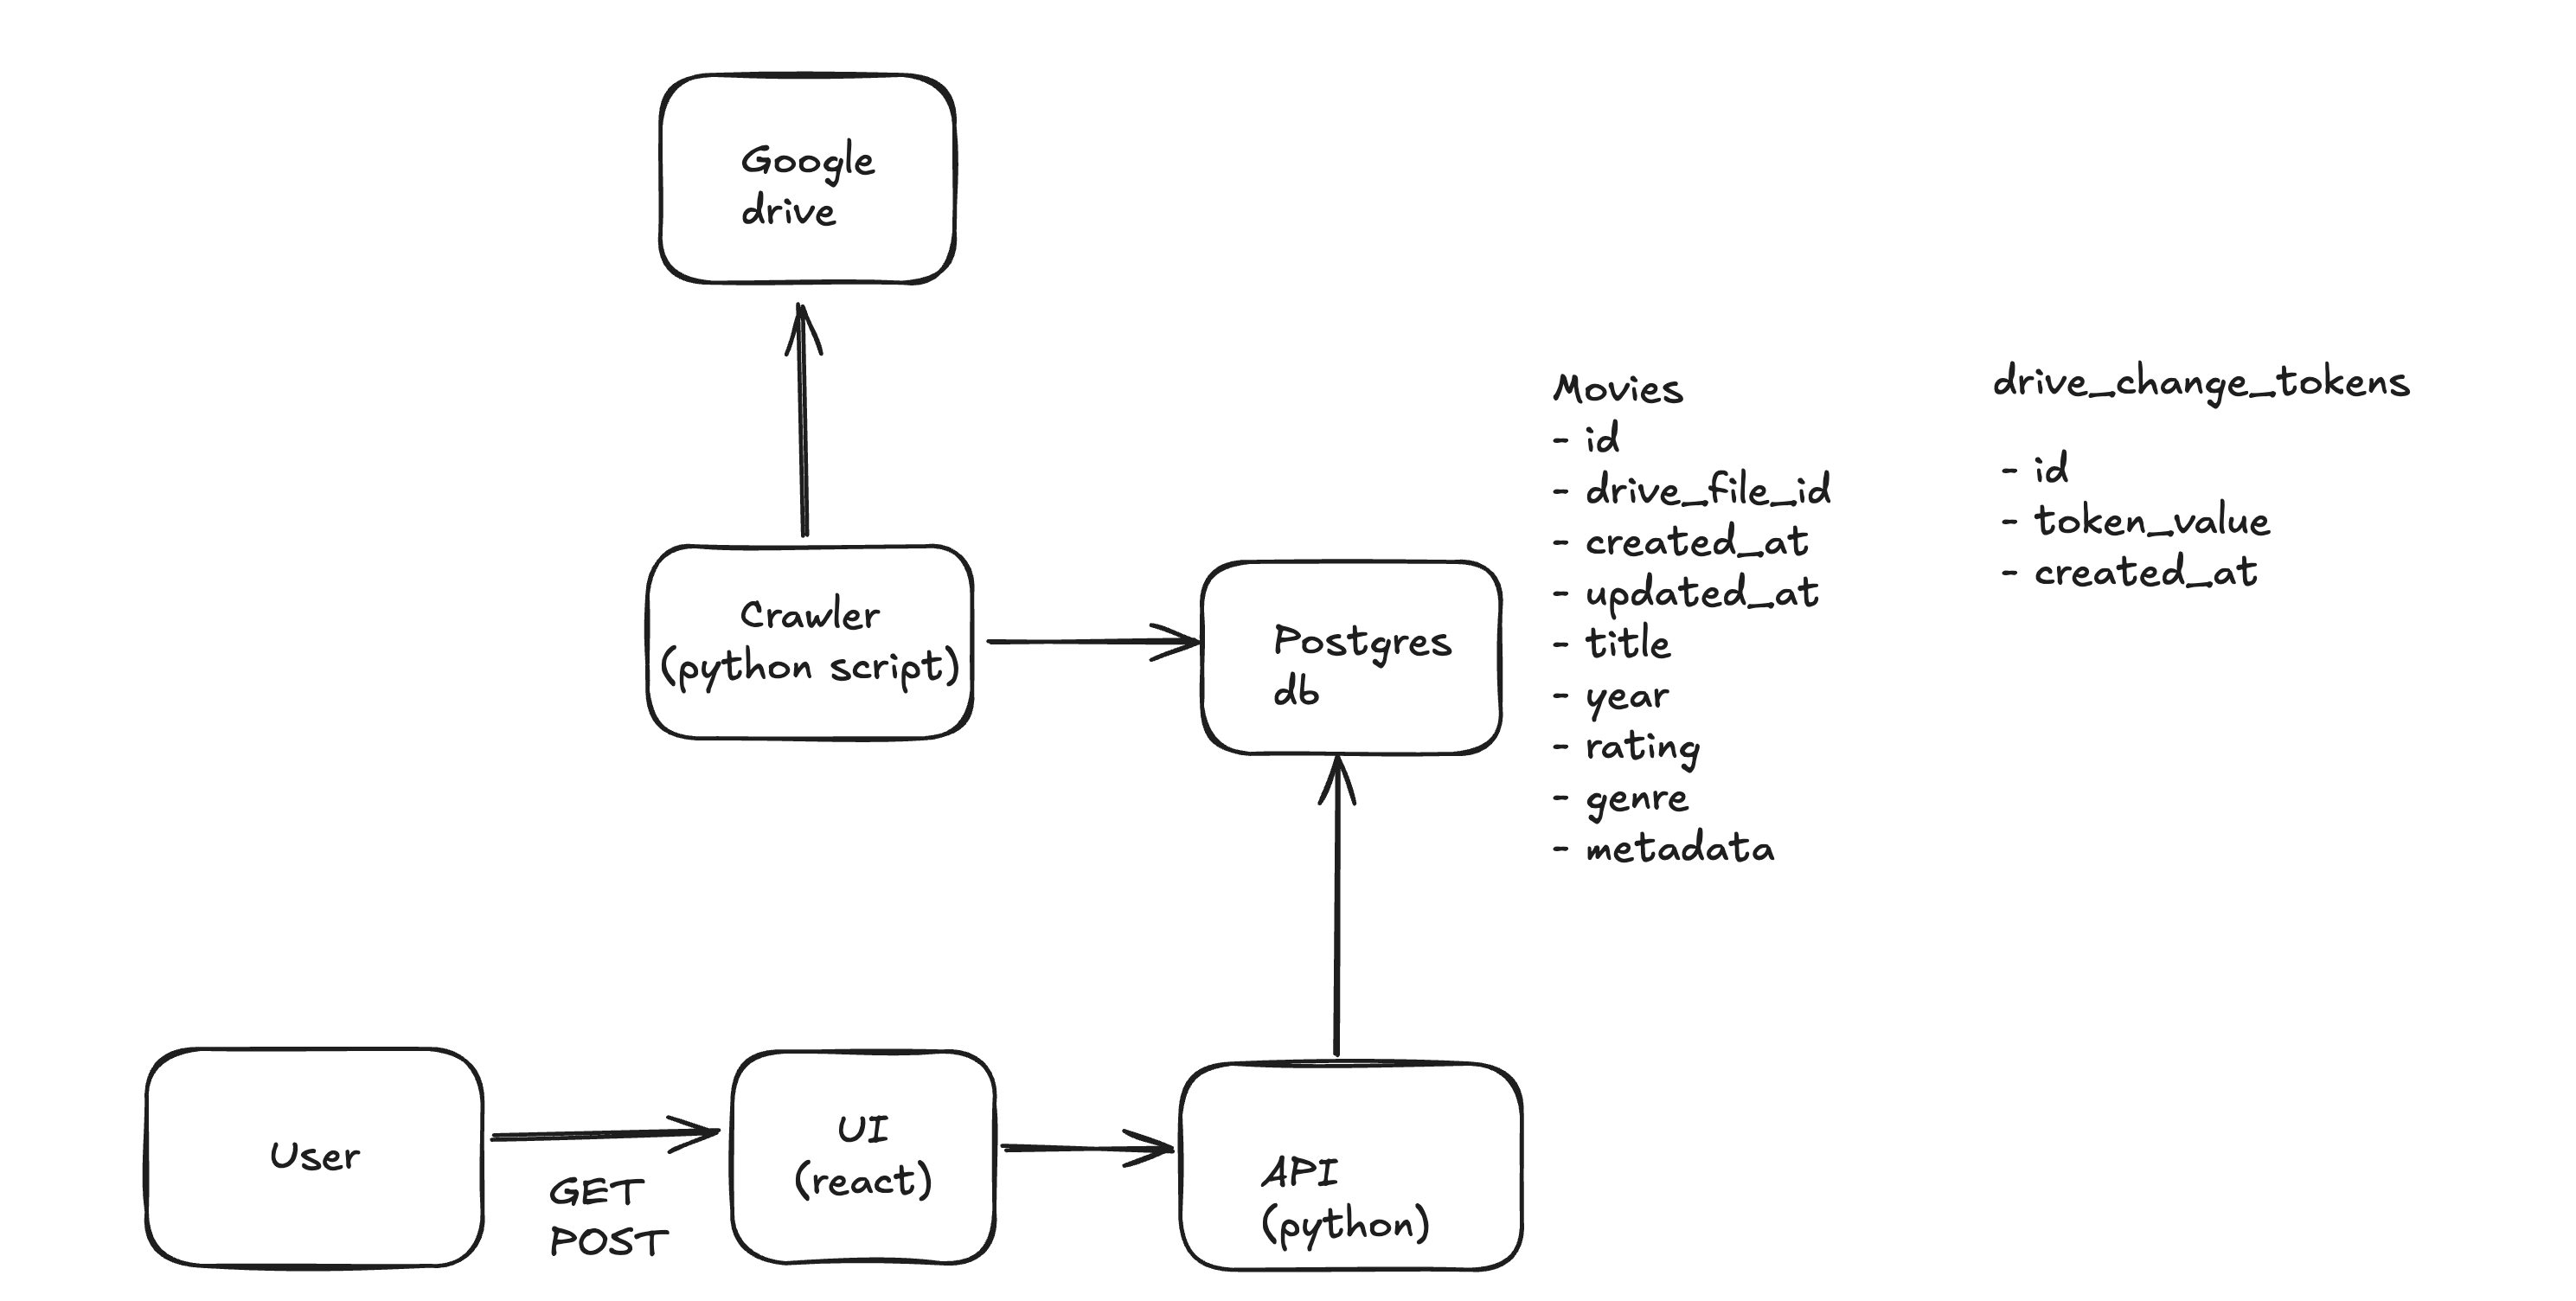 Google
drive
Crawler
(python script)
Postgres
db
Movies
- id
- drive_file_id
- created_at
- updated_at
- title
- year
- rating
- genre
- metadata
drive_change_tokens
- id
- token_value
- created_at
User
GET
POST
UI
(react)
API
(python)